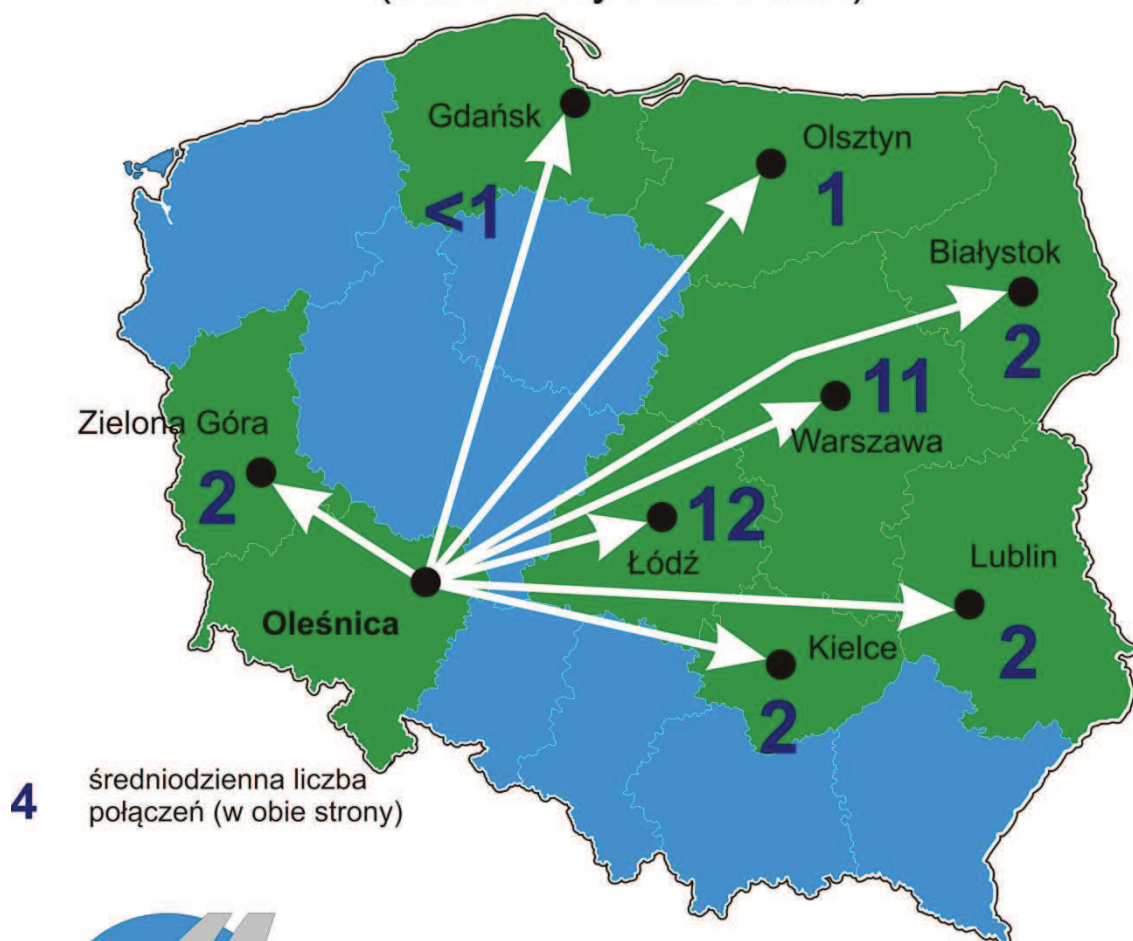 Gdańsk
<1
Olsztyn
1
Białystok
2
11
Warszawa
Zielona Góra
2
12
Łódź
Lublin
2
Oleśnica
Kielce
2
4 średniodzienna liczba
połączeń (w obie strony)